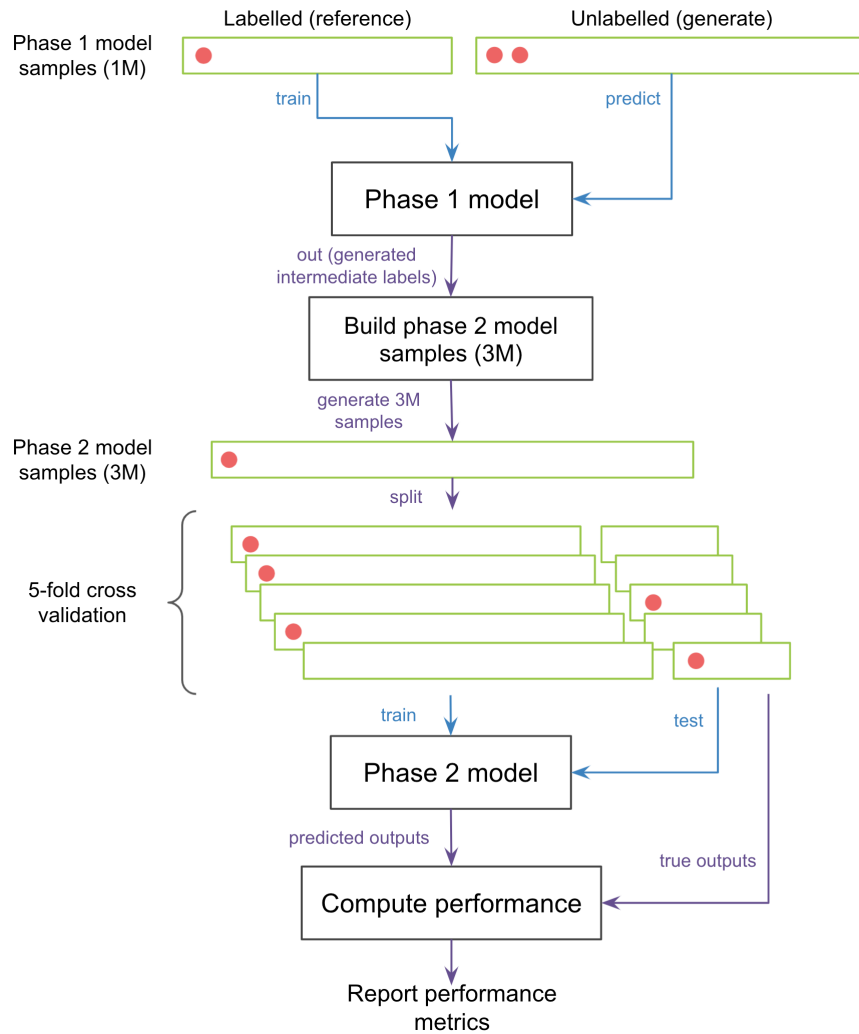 Labelled (reference)
Unlabelled (generate)
Phase 1 model
samples (1M)
train
predict
Phase 1 model
out (generated
intermediate labels)
Build phase 2 model
samples (3M)
generate 3M
samples
Phase 2 model
samples (3M)
split
5-fold cross
validation
train
test
Phase 2 model
predicted outputs
true outputs
Compute performance
Report performance
metrics